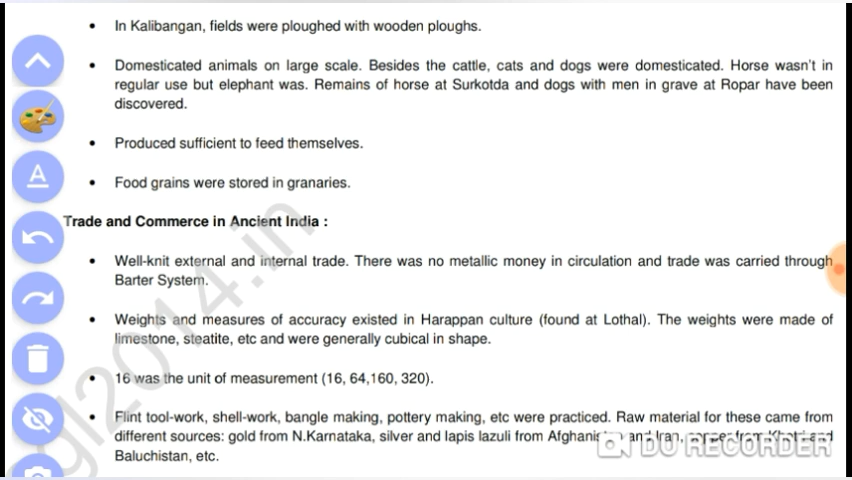 • In Kalibangan, fields were ploughed with wooden ploughs.
• Domesticated animals on large scale. Besides the cattle, cats and dogs were domesticated. Horse wasn't in
regular use but elephant was. Remains of horse at Surkotda and dogs with men in grave at Ropar have been
discovered.
• Produced sufficient to feed themselves.
• Food grains were stored in granaries.
Trade and Commerce in Ancient India :
• Well-knit external and internal trade. There was no metallic money in circulation and trade was carried through
Barter System.
• Weights and measures of accuracy existed in Harappan culture (found at Lothal). The weights were made of
limestone, steatite, etc and were generally cubical in shape.
• 16 was the unit of measurement (16, 64,160, 320).
• Flint tool-work, shell-work, bangle making, pottery making, etc were practiced. Raw material for these came from
different sources: gold from N.Karnataka, silver and lapis lazuli from and Iran, copper from and
Baluchistan, etc.
A
gl2014.in
DU RECORDER